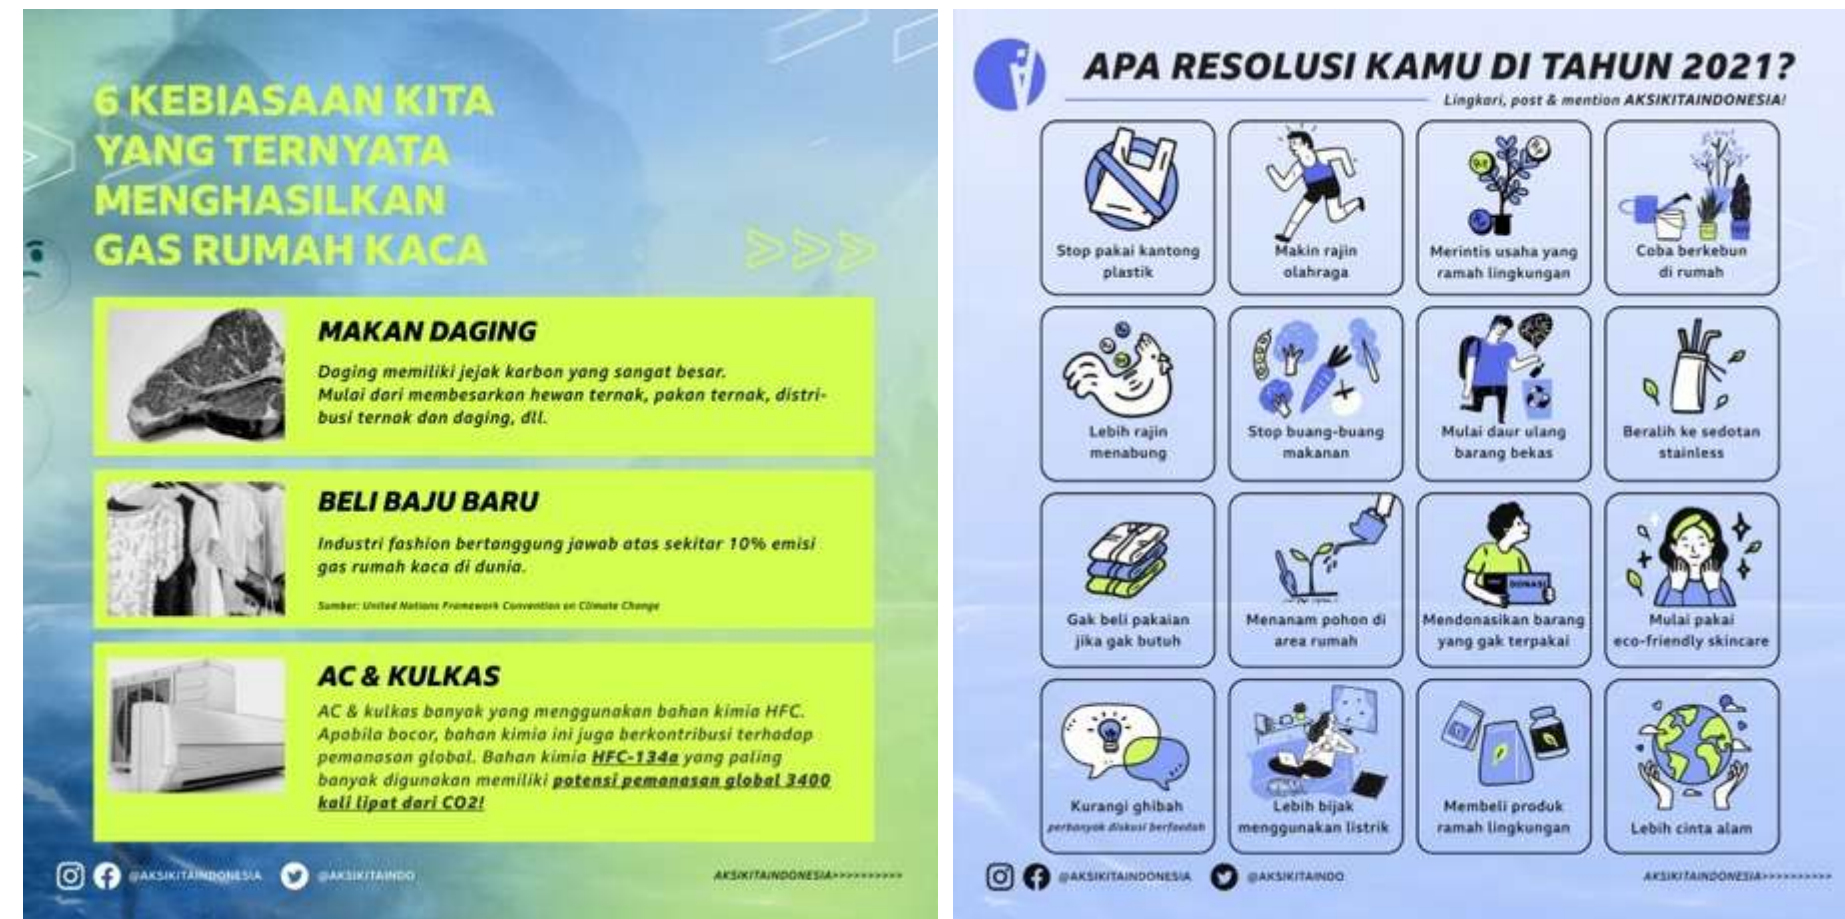 6 KEBIASAAN KITA
YANG TERNYATA
MENGHASILKAN
GAS RUMAH KACA
MAKAN DAGING
Daging memiliki jejak karbon yang sangat besar.
Mulai dari membesarkan hewan ternak, pakan ternak, distri-
busi ternak dan daging, dll.
BELI BAJU BARU
Industri fashion bertanggung jawab atas sekitar 10% emisi
gas rumah kaca di dunia.
Sumber: United Nations Framework Convention on Climate Change
AC & KULKAS
AC & kulkas banyak yang menggunakan bahan kimia HFC.
Apabila bocor, bahan kimia ini juga berkontribusi terhadap
pemanasan global. Bahan kimia HFC-134a yang paling
banyak digunakan memiliki potensi pemanasan global 3400
kali lipat dari CO2!
@AKSIKITAINDONESIA
@AKSIKITAINDO
AKSIKITAINDONESIA>>>>>>>>>>
APA RESOLUSI KAMU DI TAHUN 2021?
Lingkari, post & mention AKSIKITAINDONESIA!
Stop pakai kantong
plastik
Makin rajin
olahraga
Merintis usaha yang
ramah lingkungan
Coba berkebun
di rumah
Lebih rajin
menabung
Stop buang-buang
makanan
Mulai daur ulang
barang bekas
Beralih ke sedotan
stainless
Gak beli pakaian
jika gak butuh
Menanam pohon di
area rumah
DONASI
Mendonasikan barang
yang gak terpakai
Mulai pakai
eco-friendly skincare
Kurangi ghibah
perbanyak diskusi berfaedah
Lebih bijak
menggunakan listrik
Membeli produk
ramah lingkungan
Lebih cinta alam
@AKSIKITAINDONESIA
@AKSIKITAINDO
AKSIKITAINDONESIA>>>>>>>>>>